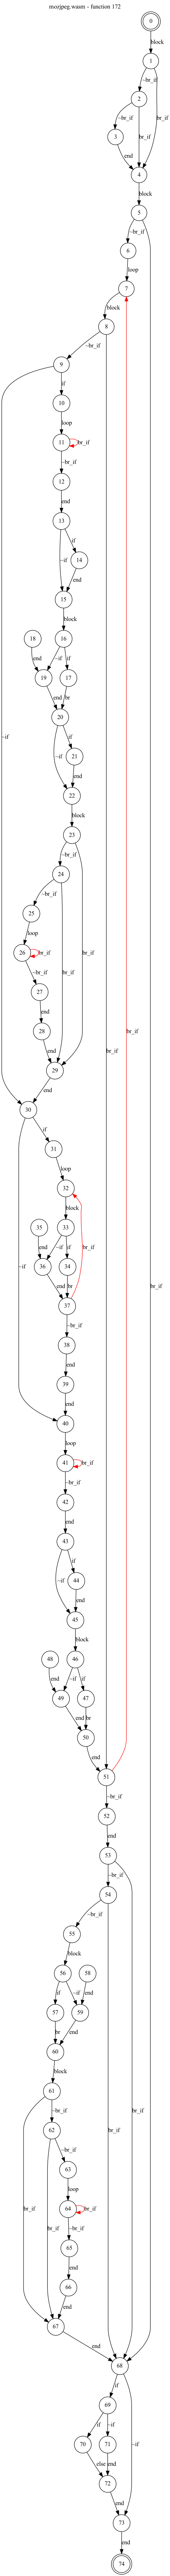 mozjpeg.wasm - function 172
0
block
1
~br_if
2
br_if
~br_if
3
br_if
end
4
block
5
~br_if
6
br_if
loop
7
block
8
~br_if
9
br_if
if
~if
10
loop
11
br_if
~br_if
12
end
13
if
~if
14
end
15
block
16
18
~if
if
end
19
17
end
br
20
if
~if
21
end
22
block
23
~br_if
24
br_if
~br_if
br_if
25
loop
26
br_if
~br_if
27
end
28
end
29
end
30
if
~if
31
loop
32
br_if
block
33
35
~if
if
end
36
34
end
br
37
~br_if
38
end
39
end
40
loop
41
br_if
~br_if
42
end
43
if
~if
44
end
45
block
46
48
~if
if
end
49
47
end
br
50
end
51
br_if
~br_if
52
end
53
~br_if
54
br_if
~br_if
br_if
55
block
56
58
if
~if
end
57
59
br
end
60
block
61
~br_if
62
br_if
~br_if
br_if
63
loop
64
br_if
~br_if
65
end
66
end
67
end
68
if
~if
69
if
~if
70
71
else
end
72
end
73
end
74